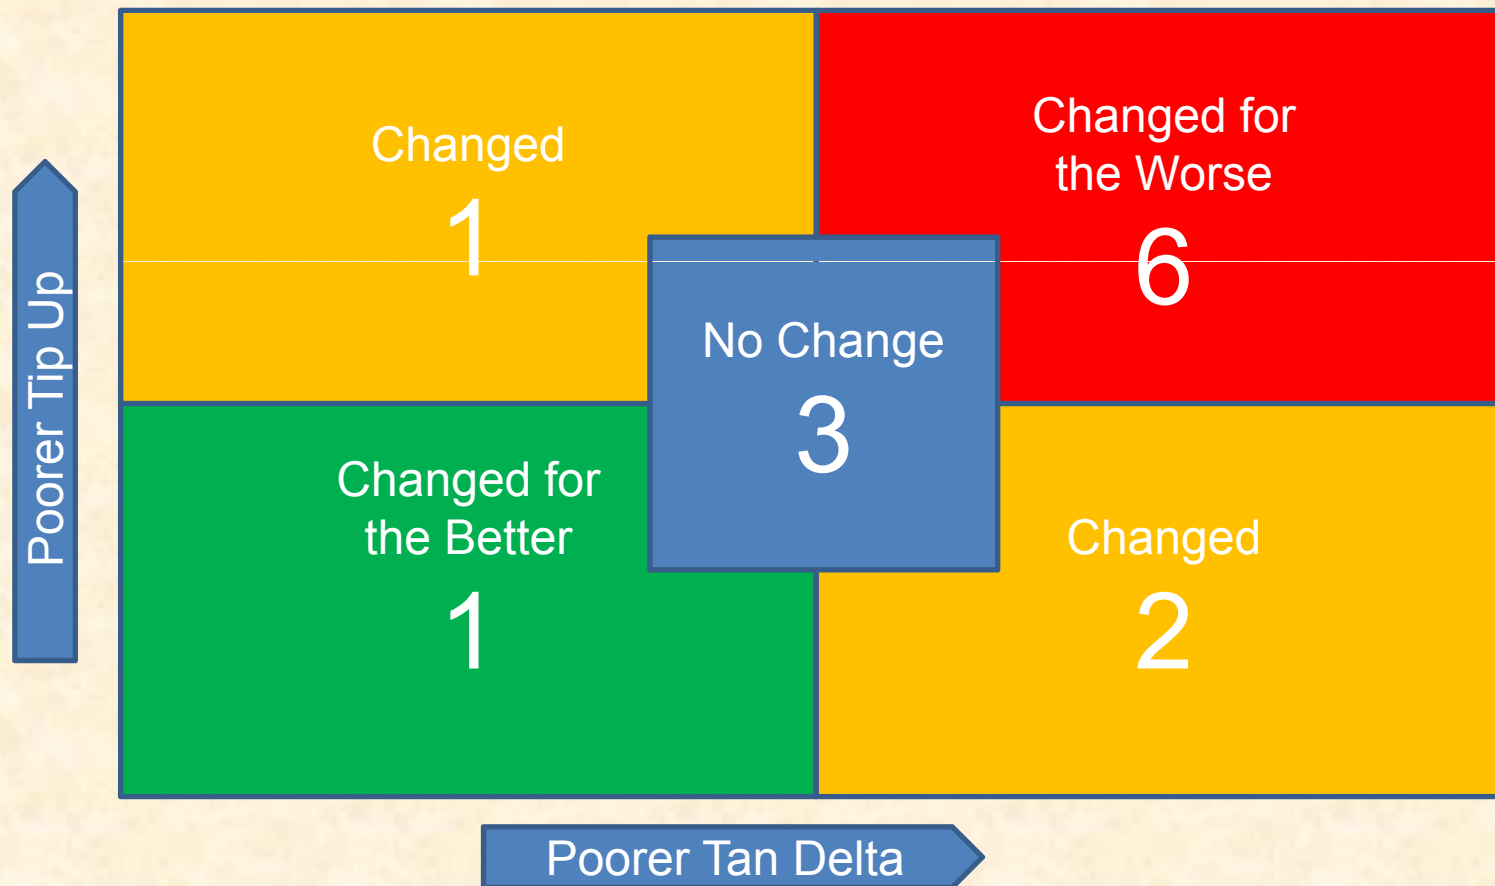 Changed
1
Changed for
the Worse
6
Poorer Tip Up
No Change
3
Changed for
the Better
1
Changed
2
Poorer Tan Delta